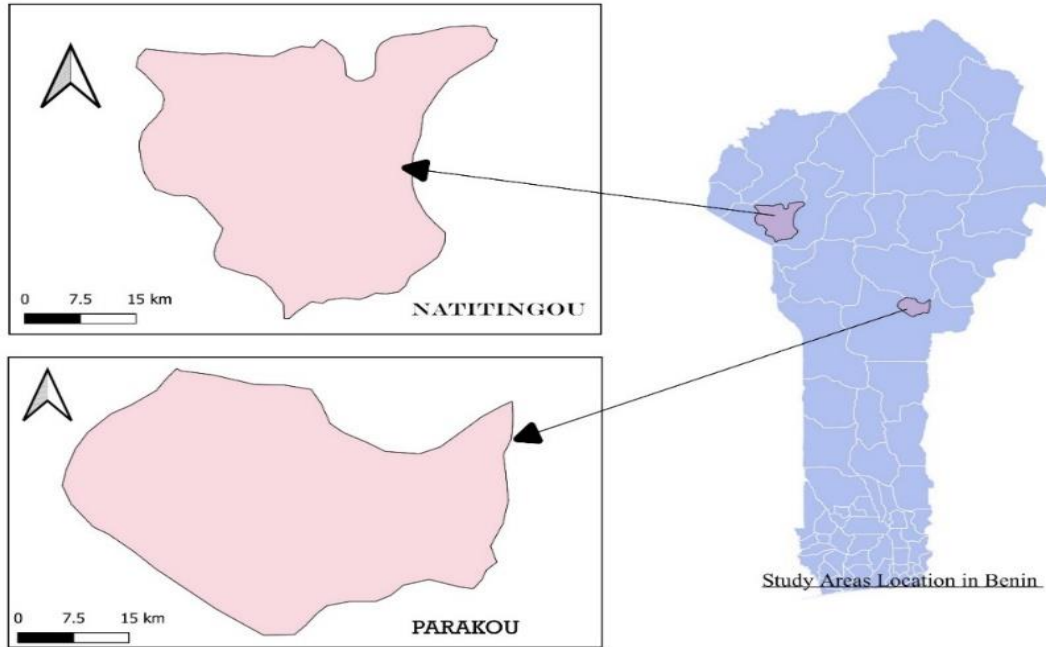 0 7.5 15 km
NATITINGOU
0 7.5 15 km
PARAKOU
Study Areas Location in Benin